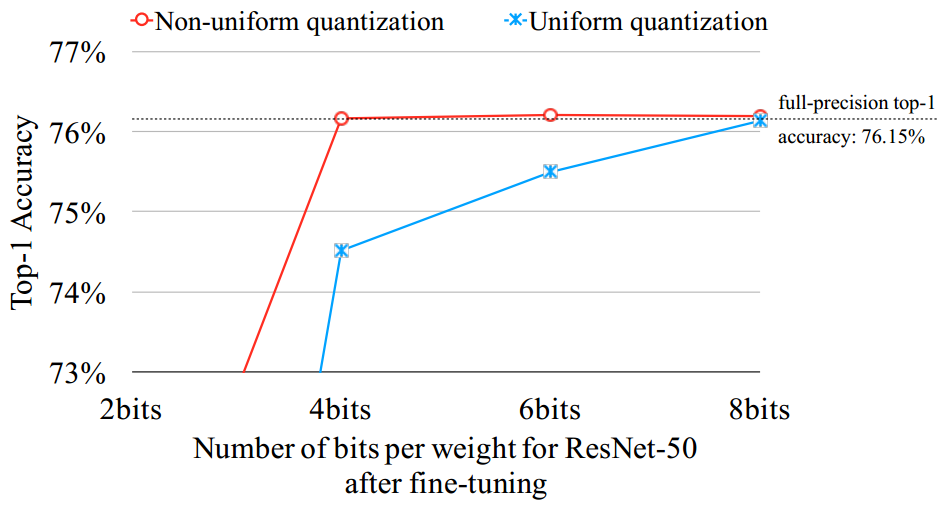 Non-uniform quantization
Uniform quantization
77%
76%
75%
74%
73%
Top-1 Accuracy
full-precision top-1
accuracy: 76.15%
2bits
4bits
6bits
8bits
Number of bits per weight for ResNet-50
after fine-tuning